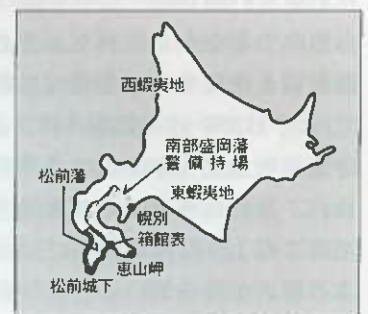 西蝦夷地
南部盛岡藩
警備持場
松前藩
東蝦夷地
幌別
箱館表
恵山岬
松前城下